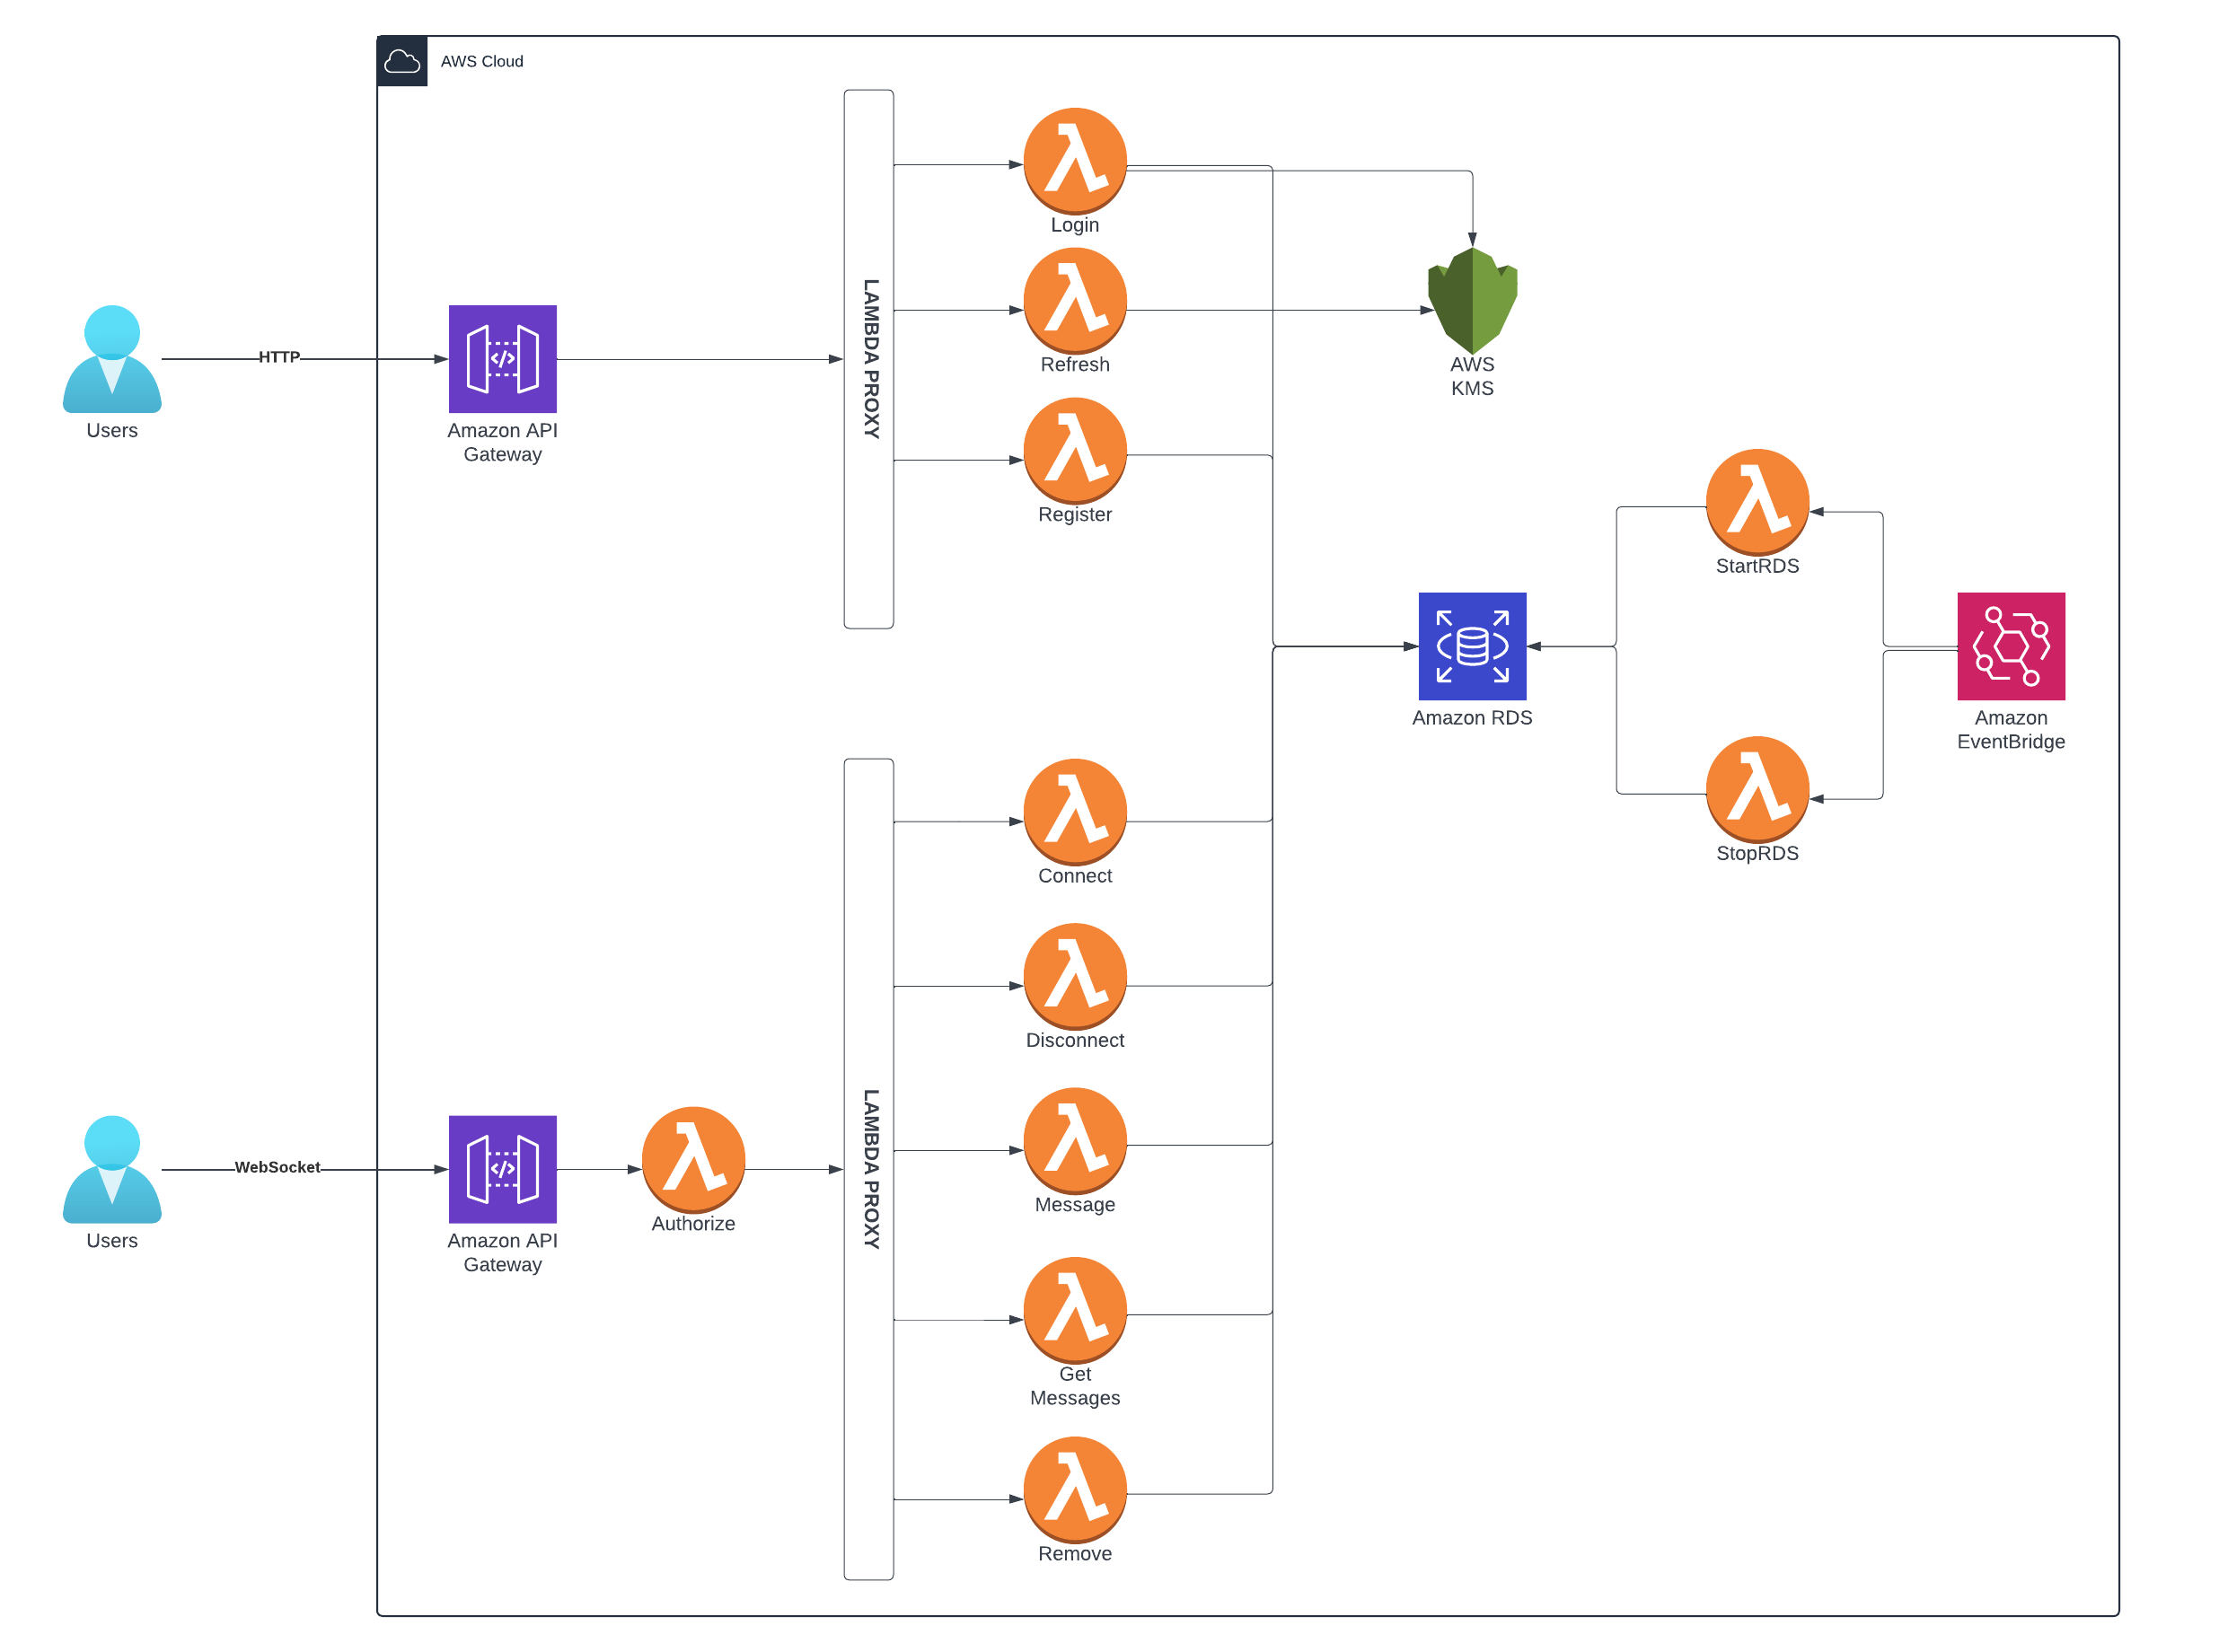 AWS Cloud
Login
Refresh
Register
LAMBDA PROXY
HTTP
Users
Amazon API
Gateway
AWS
KMS
StartRDS
Amazon RDS
StopRDS
Amazon
EventBridge
Connect
Disconnect
Message
Get
Messages
Remove
LAMBDA PROXY
WebSocket
Users
Amazon API
Gateway
Authorize